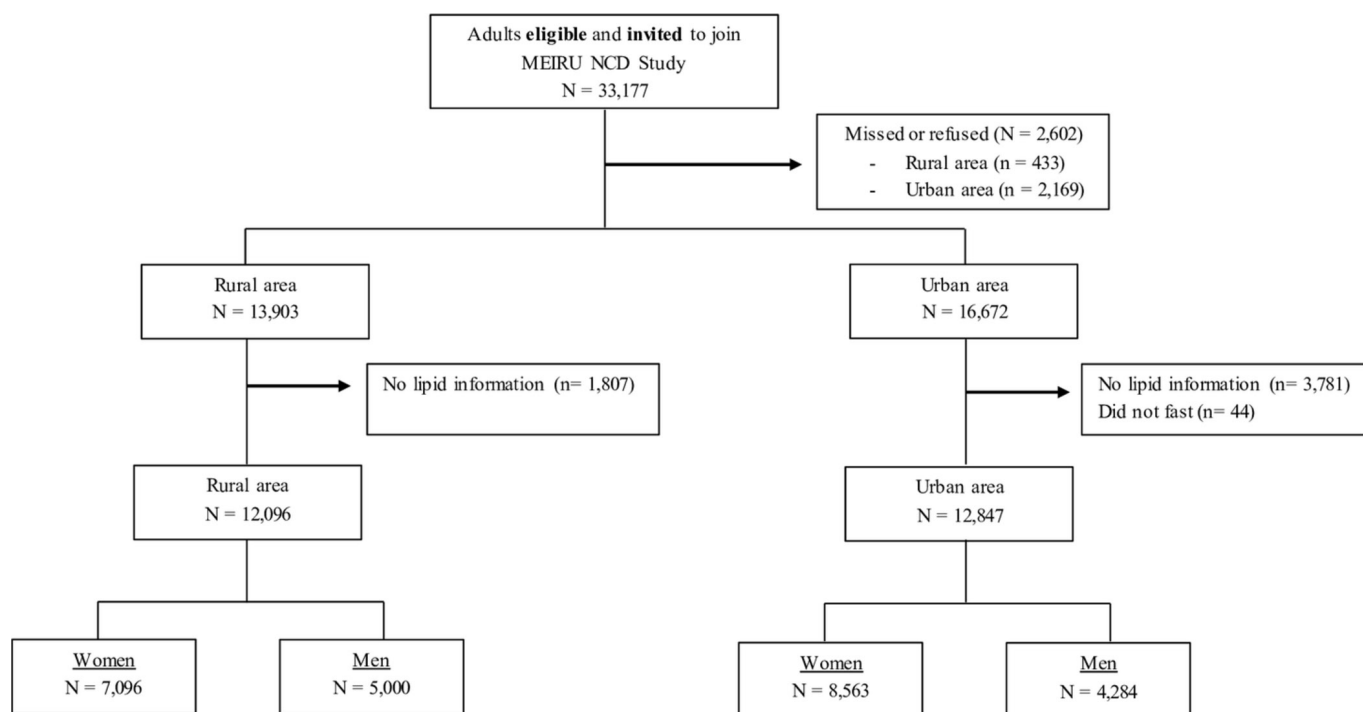 Adults eligible and invited to join
MEIRU NCD Study
N = 33,177
Missed or refused (N = 2,602)
- Rural area (n = 433)
- Urban area (n = 2,169)
Rural area
N = 13,903
Urban area
N = 16,672
No lipid information (n= 1,807)
No lipid information (n= 3,781)
Did not fast (n= 44)
Rural area
N = 12,096
Urban area
N = 12,847
Women
N = 7,096
Men
N = 5,000
Women
N = 8,563
Men
N = 4,284